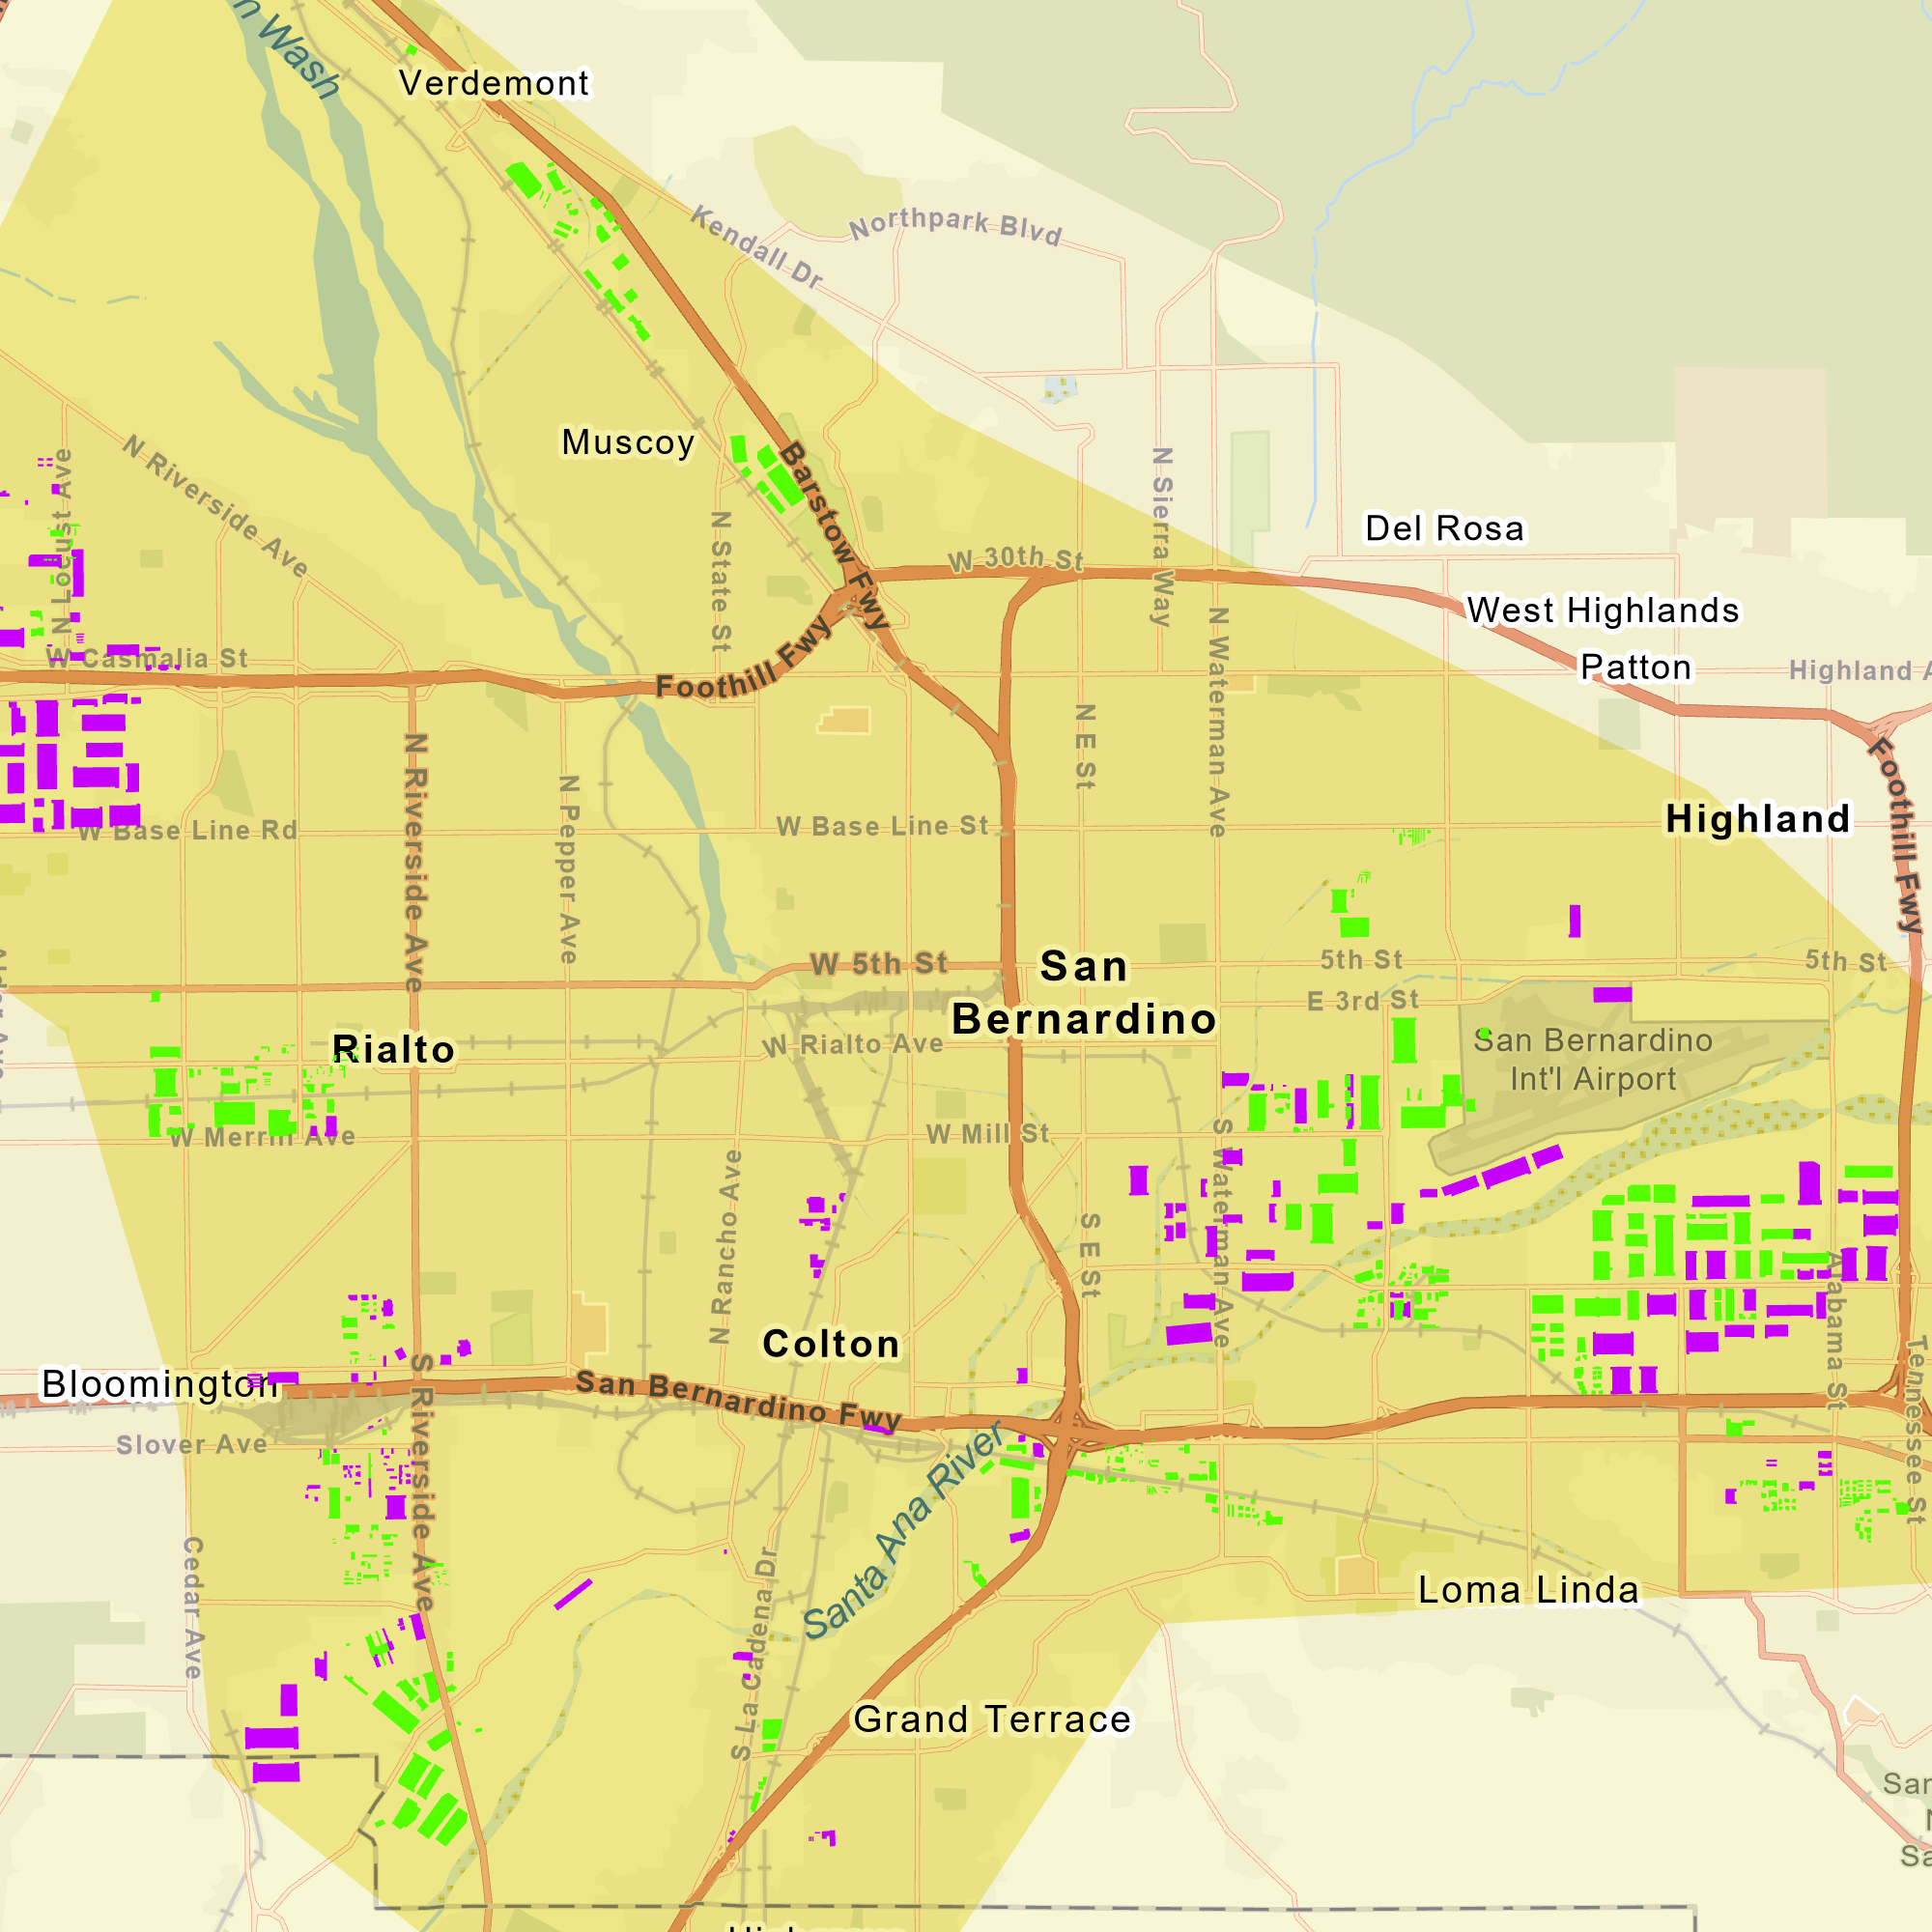 Wash
Verdemont
Kendall Dr
Northpark Blvd
Muscoy
Barstow Fwy
N Riverside Ave
N Locust Ave
N State St
W 30th St
N Sierra Way
Del Rosa
West Highlands
Patton
Highland
W Casmalia St
Foothill Fwy
N E St
N Waterman Ave
N Riverside Ave
N Pepper Ave
W Base Line Rd
W Base Line St
Highland
Foothill Fwy
W 5th St
San
Bernardino
5th St
5th St
E 3rd St
San Bernardino
Int'l Airport
Rialto
W Rialto Ave
W Merrill Ave
W Mill St
N Rancho Ave
S E St
S Waterman Ave
Alabama St
Tennessee St
Colton
Bloomington
San Bernardino Fwy
S Riverside Ave
Slover Ave
Cedar Ave
Santa Ana River
S La Cadena Dr
Loma Linda
Grand Terrace
San